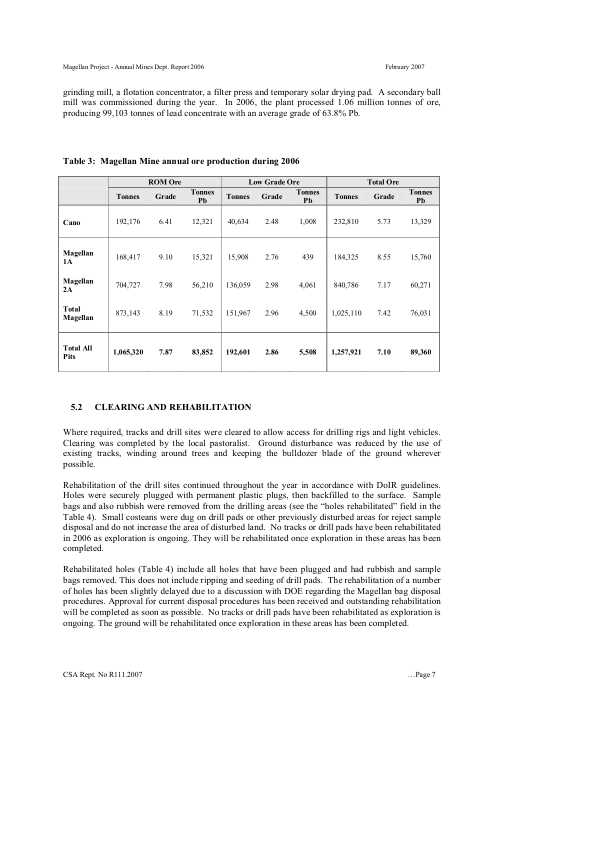 Magellan Project - Annual Mines Dept. Report 2006 February 2007
grinding mill, a flotation concentrator, a filter press and temporary solar drying pad. A secondary ball
mill was commissioned during the year. In 2006, the plant processed 1.06 million tonnes of ore,
producing 99,103 tonnes of lead concentrate with an average grade of 63.8% Pb.
Table 3: Magellan Mine annual ore production during 2006
ROM Ore Low Grade Ore Total Ore
Tonnes Grade Tonnes Pb Tonnes Grade Tonnes Pb Tonnes Grade Tonnes Pb
Cano 192,176 6.41 12,321 40,634 2.48 1,008 232,810 5.73 13,329
Magellan 1A 168,417 9.10 15,321 15,908 2.76 439 184,325 8.55 15,760
Magellan 2A 704,727 7.98 56,210 136,059 2.98 4,061 840,786 7.17 60,271
Total Magellan 873,143 8.19 71,532 151,967 2.96 4,500 1,025,110 7.42 76,031
Total All Pits 1,065,320 7.87 83,852 192,601 2.86 5,508 1,257,921 7.10 89,360
5.2 CLEARING AND REHABILITATION
Where required, tracks and drill sites were cleared to allow access for drilling rigs and light vehicles.
Clearing was completed by the local pastoralist. Ground disturbance was reduced by the use of
existing tracks, winding around trees and keeping the bulldozer blade of the ground wherever
possible.
Rehabilitation of the drill sites continued throughout the year in accordance with DoIR guidelines.
Holes were securely plugged with permanent plastic plugs, then backfilled to the surface. Sample
bags and also rubbish were removed from the drilling areas (see the “holes rehabilitated” field in the
Table 4). Small costeans were dug on drill pads or other previously disturbed areas for reject sample
disposal and do not increase the area of disturbed land. No tracks or drill pads have been rehabilitated
in 2006 as exploration is ongoing. They will be rehabilitated once exploration in these areas has been
completed.
Rehabilitated holes (Table 4) include all holes that have been plugged and had rubbish and sample
bags removed. This does not include ripping and seeding of drill pads. The rehabilitation of a number
of holes has been slightly delayed due to a discussion with DOE regarding the Magellan bag disposal
procedures. Approval for current disposal procedures has been received and outstanding rehabilitation
will be completed as soon as possible. No tracks or drill pads have been rehabilitated as exploration is
ongoing. The ground will be rehabilitated once exploration in these areas has been completed.
CSA Rept. No R111.2007 …Page 7